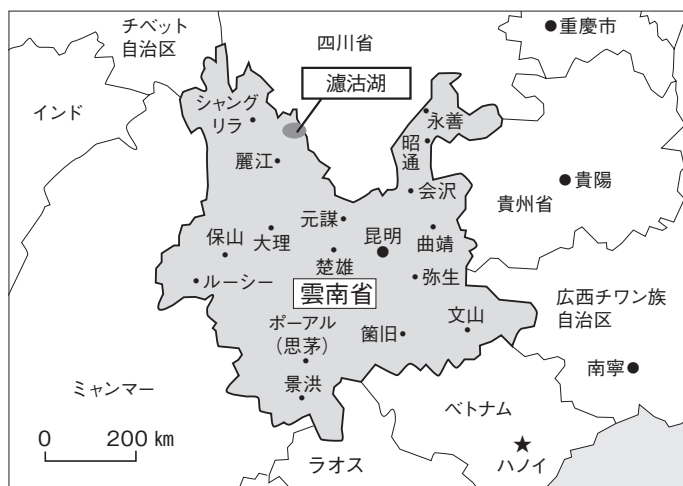 チベット
自治区
四川省
重慶市
インド
シャング
リラ
濾沽湖
永善
昭
通
麗江
会沢
貴陽
貴州省
元謀
昆明
曲靖
保山
大理
楚雄
ルーシー
雲南省
弥生
広西チワン族
自治区
ポーアル
(思茅)
箇旧
文山
南寧
景洪
ミャンマー
ベトナム
0 200 km
ラオス
ハノイ